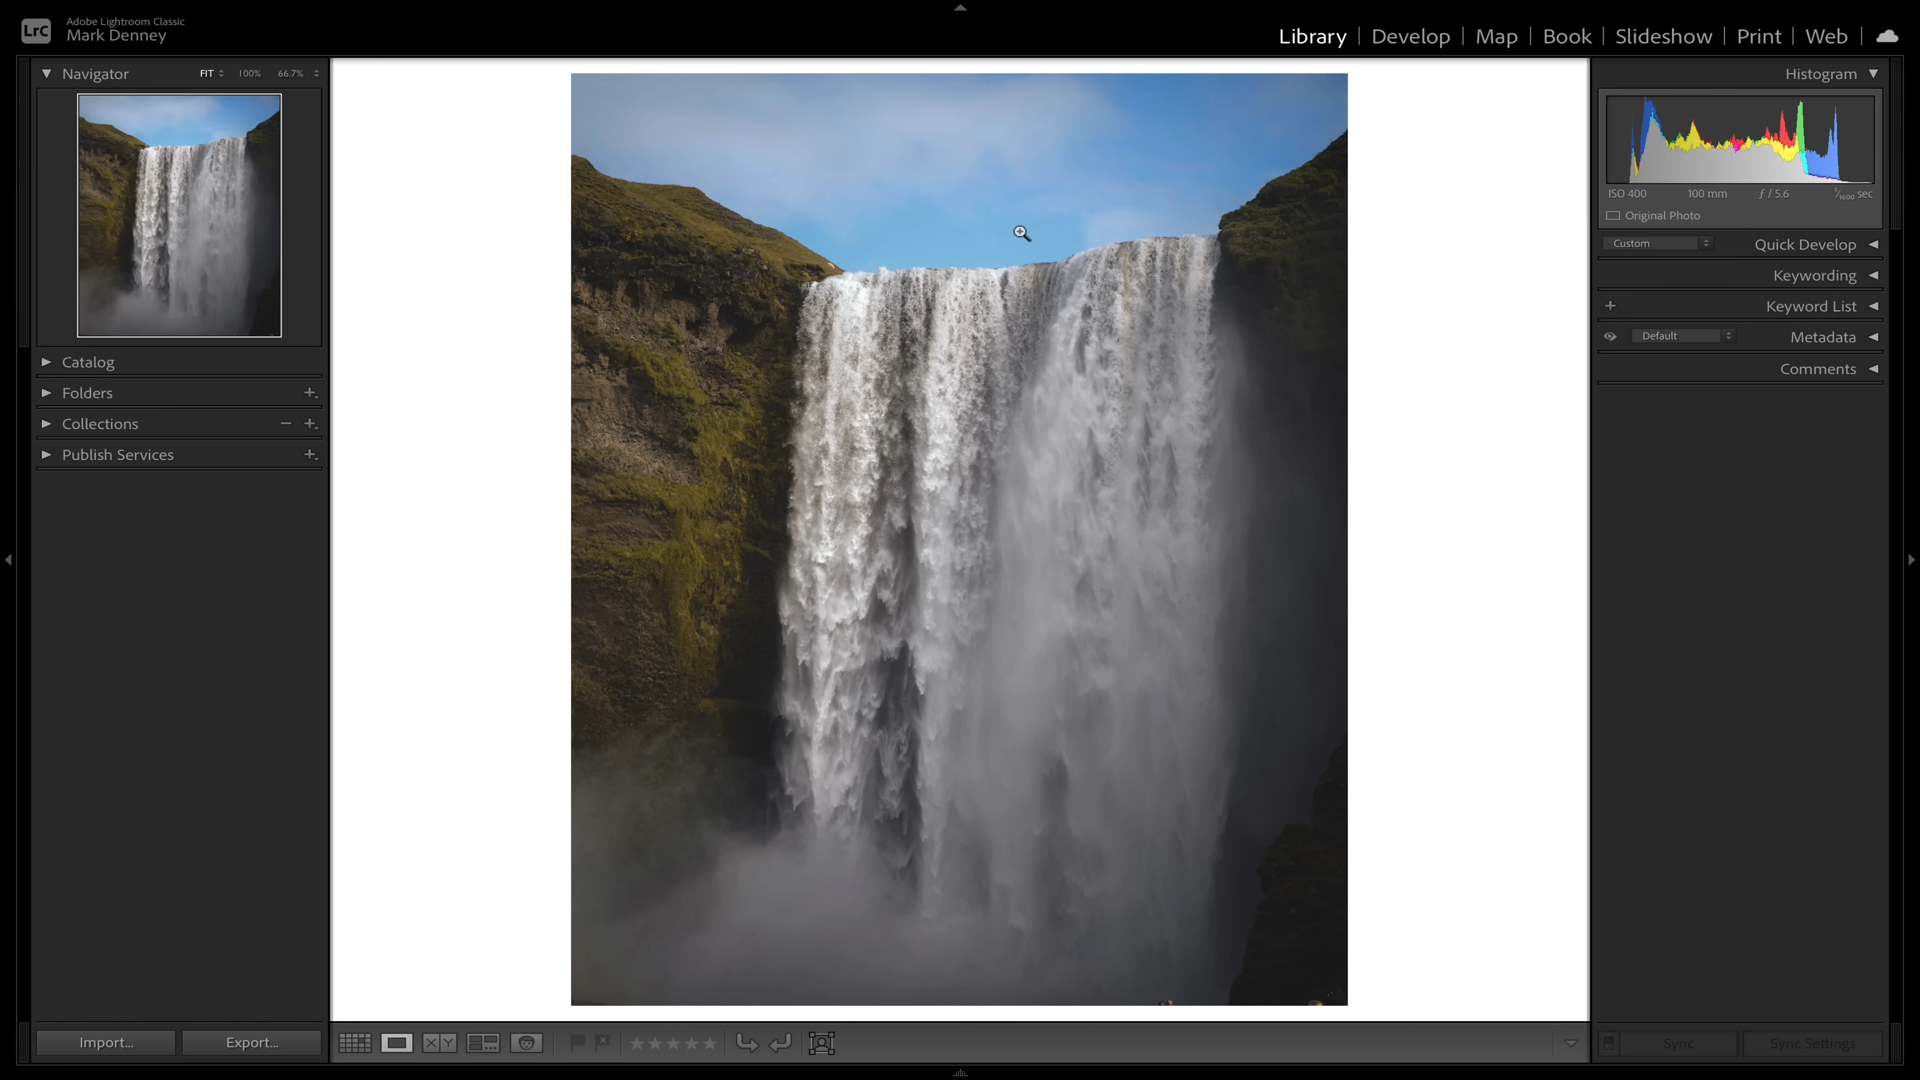 LrC
Adobe Lightroom Classic
Mark Denney
Library | Develop | Map | Book | Slideshow | Print | Web
Navigator FIT 100% 66.7%
Catalog
Folders
Collections
Publish Services
Import... Export...
Histogram
ISO 400 100 mm ƒ / 5.6 1/1600 sec
Original Photo
Custom Quick Develop
Keywording
Keyword List
Default Metadata
Comments
X Y
Sync Sync Settings